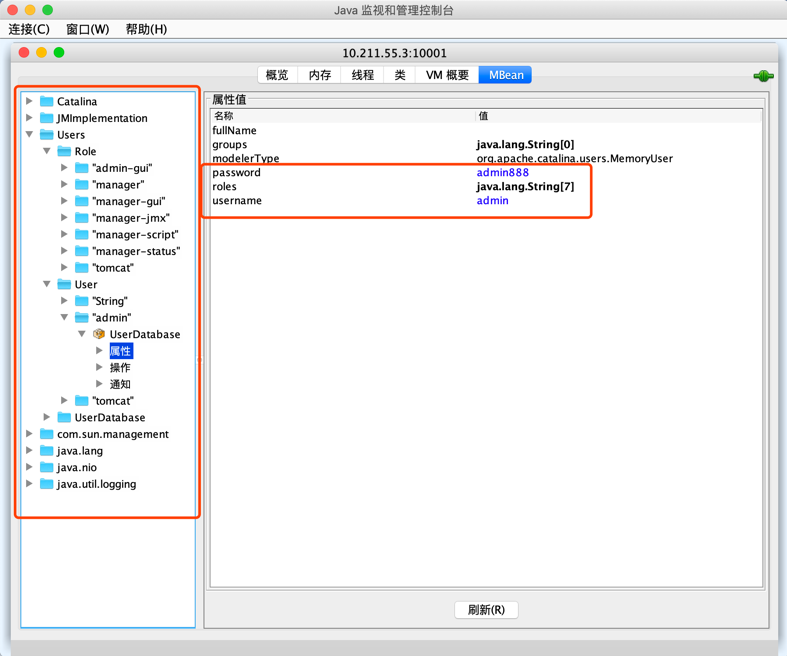 Java 监视和管理控制台
连接(C) 窗口(W) 帮助(H)
10.211.55.3:10001
概览 内存 线程 类 VM 概要 MBean
Catalina
JMImplementation
Users
Role
"admin-gui"
"manager"
"manager-gui"
"manager-jmx"
"manager-script"
"manager-status"
"tomcat"
User
"String"
"admin"
UserDatabase
属性
操作
通知
"tomcat"
UserDatabase
com.sun.management
java.lang
java.nio
java.util.logging
属性值
名称 值
fullName
groups java.lang.String[0]
modelerType org.apache.catalina.users.MemoryUser
password admin888
roles java.lang.String[7]
username admin
刷新(R)